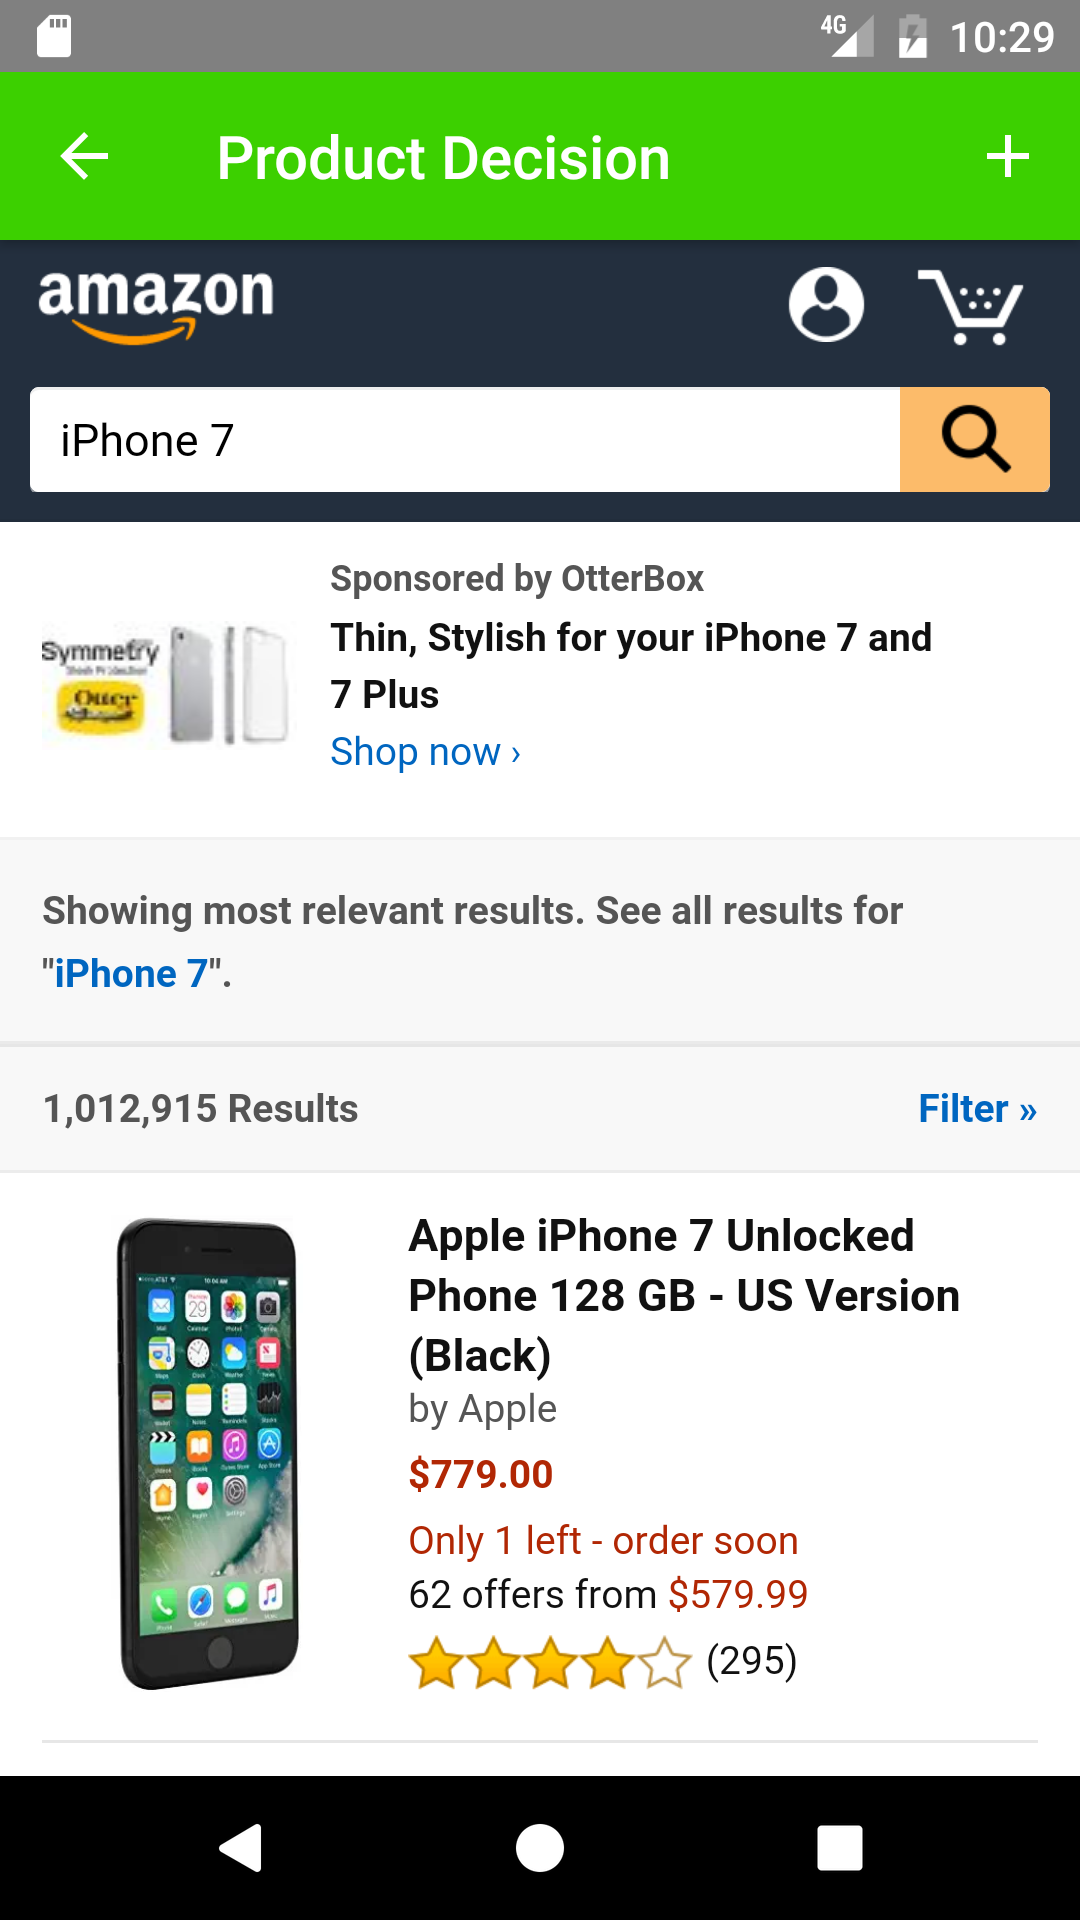 4G 10:29
Product Decision
amazon
iPhone 7
Sponsored by OtterBox
Thin, Stylish for your iPhone 7 and
7 Plus
Shop now ›
Symmetry
Otter
Showing most relevant results. See all results for
"iPhone 7".
1,012,915 Results
Filter »
Apple iPhone 7 Unlocked
Phone 128 GB - US Version
(Black)
by Apple
$779.00
Only 1 left - order soon
62 offers from $579.99
(295)